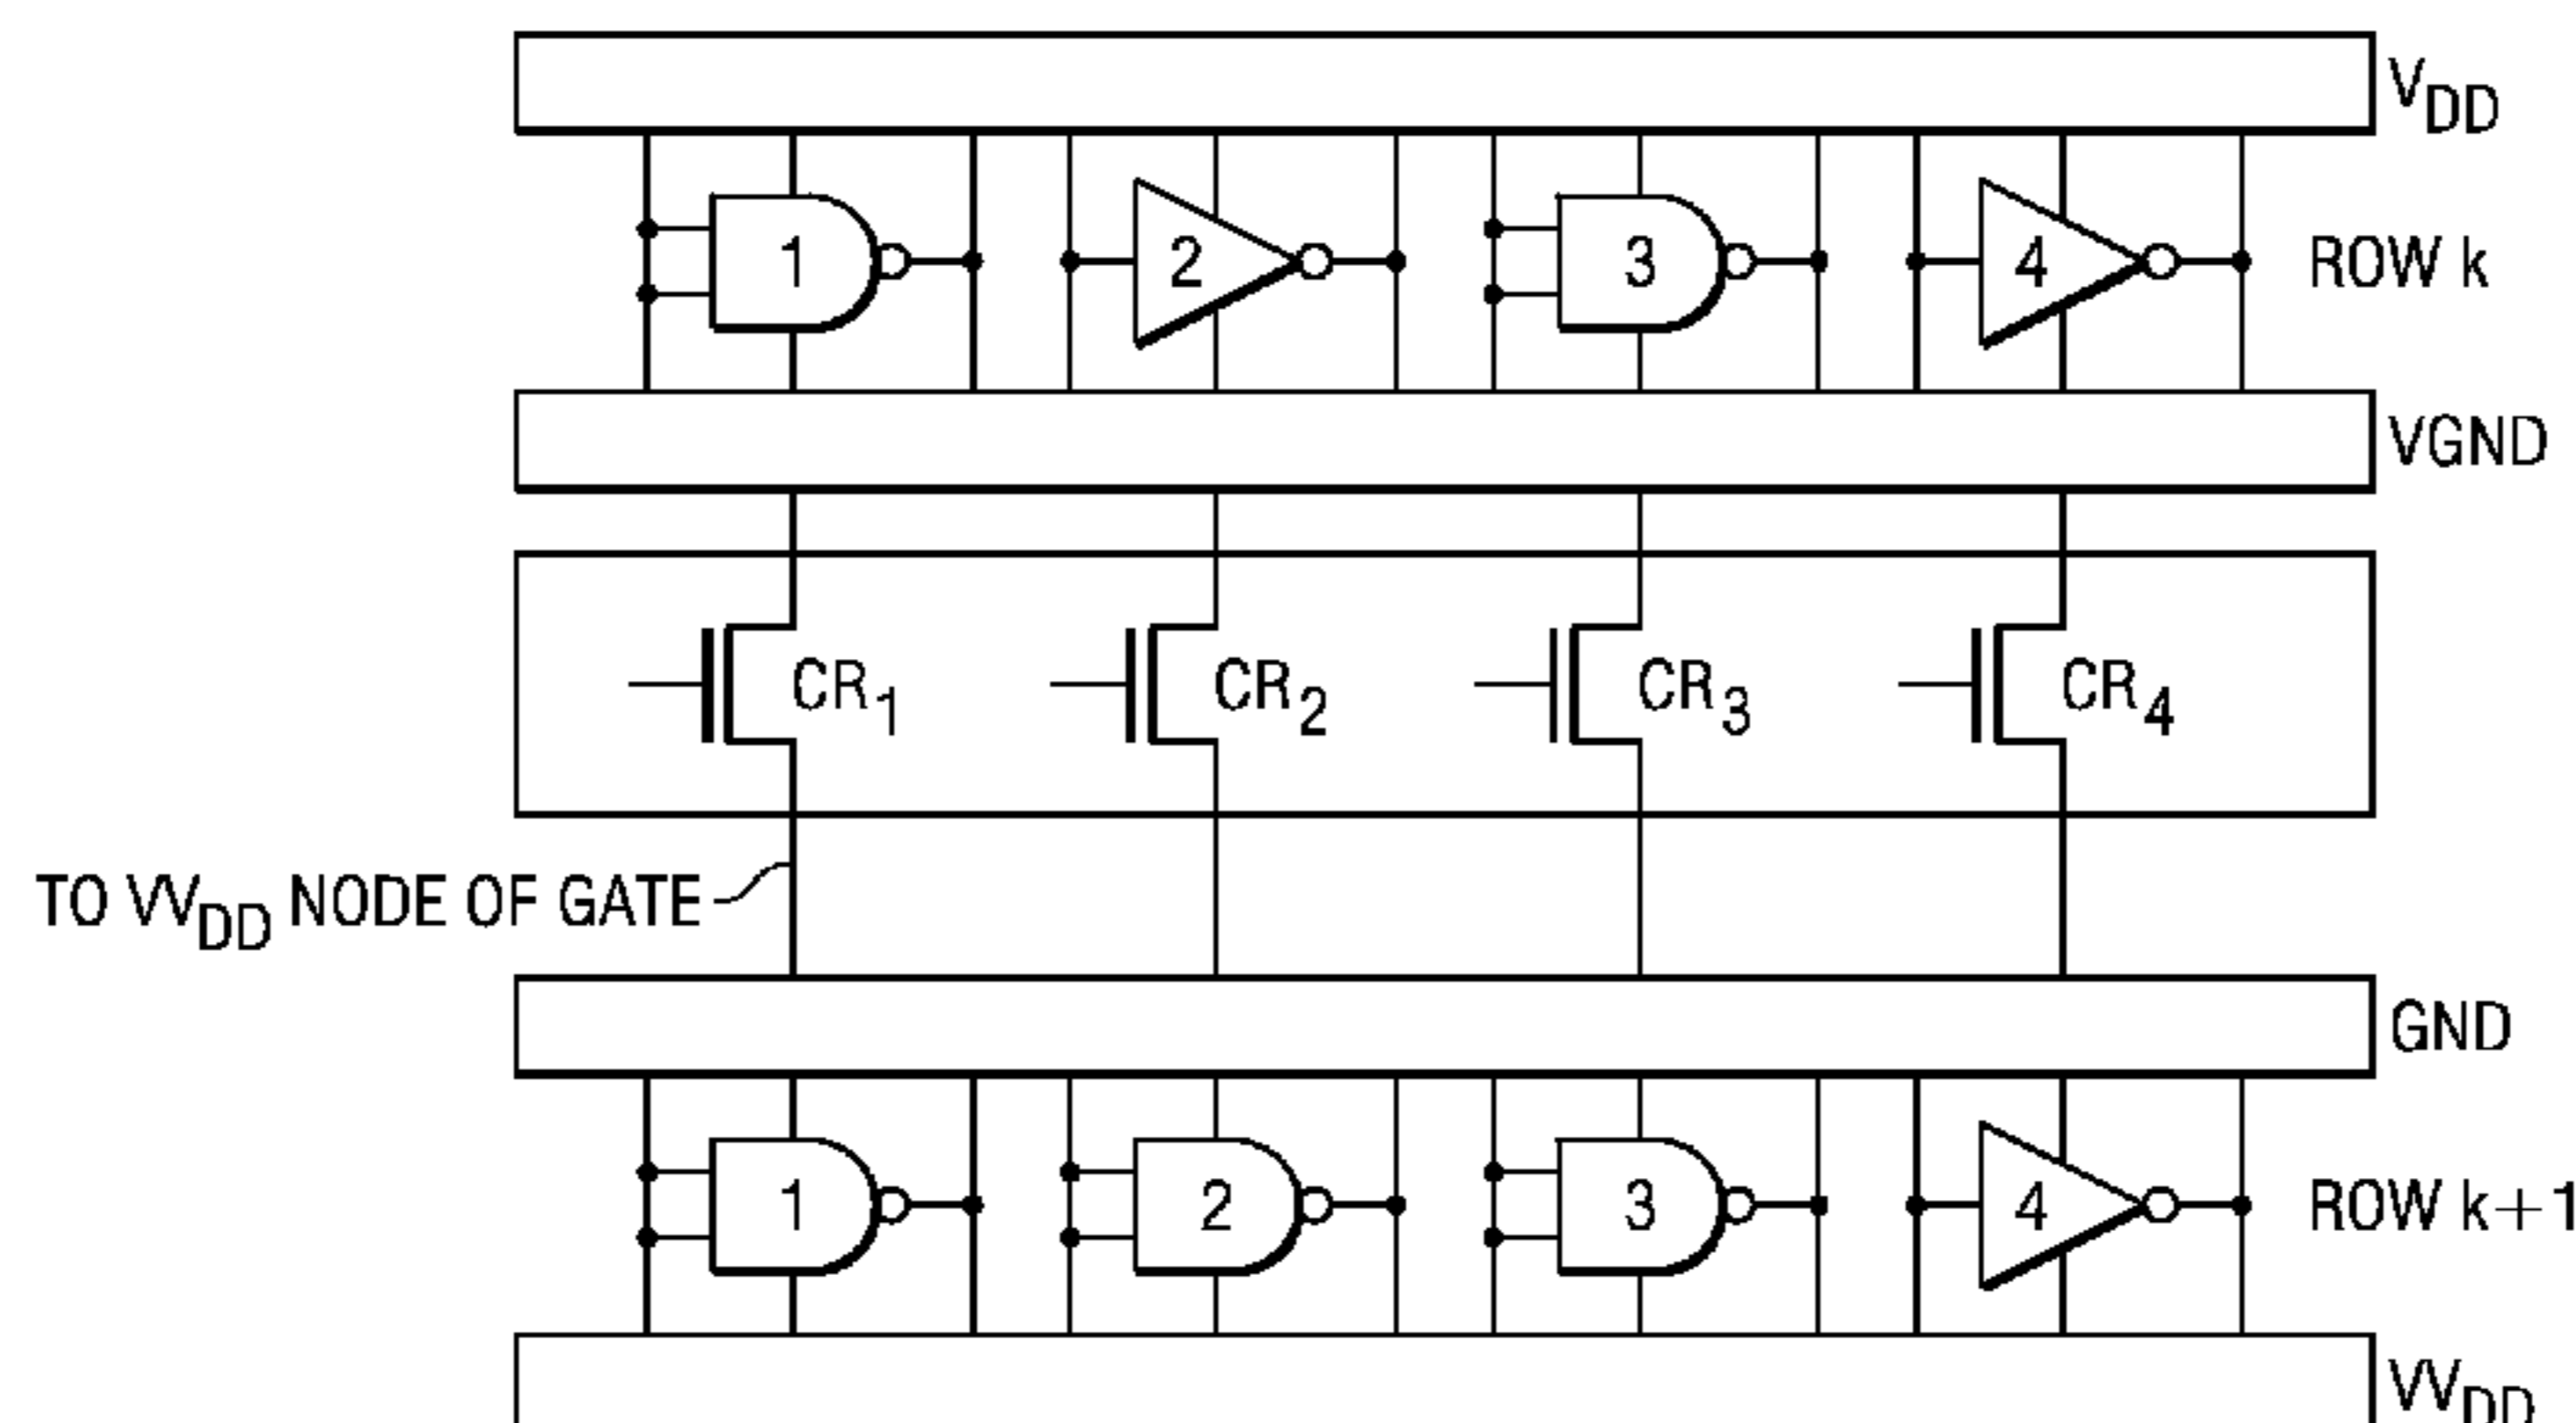 VDD
1 2 3 4 ROW k
VGND
CR1 CR2 CR3 CR4
TO VVDD NODE OF GATE
GND
1 2 3 4 ROW k+1
VVDD